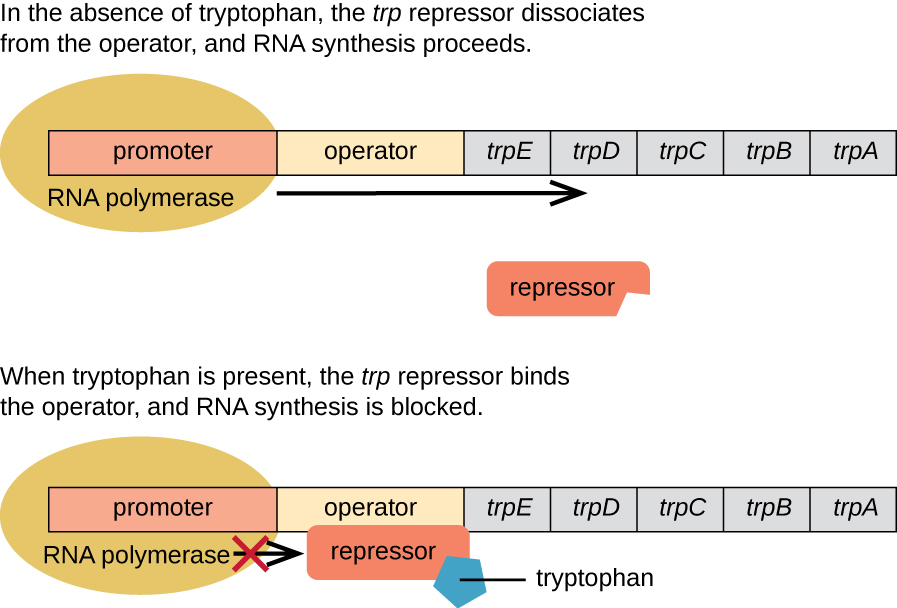 In the absence of tryptophan, the trp repressor dissociates
from the operator, and RNA synthesis proceeds.
promoter operator trpE trpD trpC trpB trpA
RNA polymerase
repressor
When tryptophan is present, the trp repressor binds
the operator, and RNA synthesis is blocked.
promoter operator trpE trpD trpC trpB trpA
RNA polymerase repressor
tryptophan